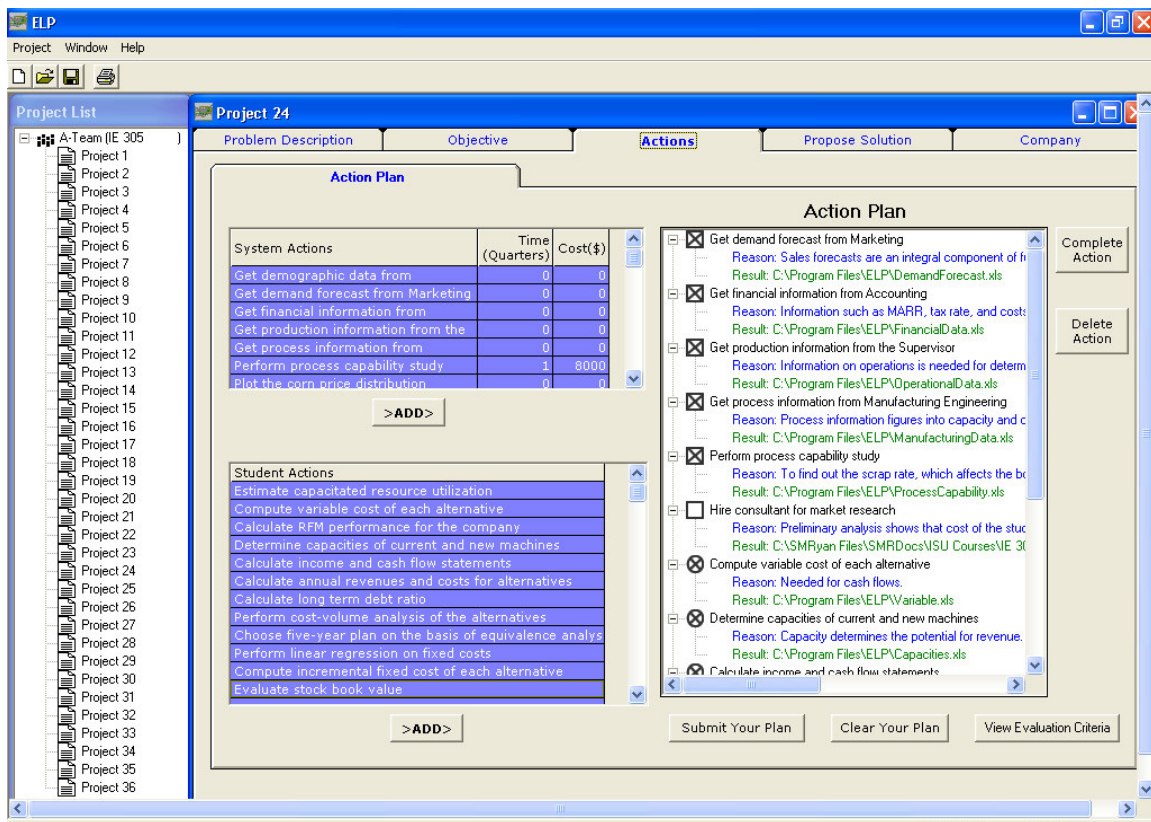 ELP
Project Window Help
Project List
A-Team (IE 305 )
Project 1
Project 2
Project 3
Project 4
Project 5
Project 6
Project 7
Project 8
Project 9
Project 10
Project 11
Project 12
Project 13
Project 14
Project 15
Project 16
Project 17
Project 18
Project 19
Project 20
Project 21
Project 22
Project 23
Project 24
Project 25
Project 26
Project 27
Project 28
Project 29
Project 30
Project 31
Project 32
Project 33
Project 34
Project 35
Project 36
Project 24
Problem Description Objective Actions Propose Solution Company
Action Plan
System Actions Time (Quarters) Cost($)
Get demographic data from 0 0
Get demand forecast from Marketing 0 0
Get financial information from 0 0
Get production information from the 0 0
Get process information from 0 0
Perform process capability study 1 8000
Plot the corn price distribution 0 0
>ADD>
Student Actions
Estimate capacitated resource utilization
Compute variable cost of each alternative
Calculate RFM performance for the company
Determine capacities of current and new machines
Calculate income and cash flow statements
Calculate annual revenues and costs for alternatives
Calculate long term debt ratio
Perform cost-volume analysis of the alternatives
Choose five-year plan on the basis of equivalence analys
Perform linear regression on fixed costs
Compute incremental fixed cost of each alternative
Evaluate stock book value
>ADD>
Action Plan
Get demand forecast from Marketing
Reason: Sales forecasts are an integral component of f
Result: C:\Program Files\ELP\DemandForecast.xls
Get financial information from Accounting
Reason: Information such as MARR, tax rate, and costs
Result: C:\Program Files\ELP\FinancialData.xls
Get production information from the Supervisor
Reason: Information on operations is needed for determ
Result: C:\Program Files\ELP\OperationalData.xls
Get process information from Manufacturing Engineering
Reason: Process information figures into capacity and c
Result: C:\Program Files\ELP\ManufacturingData.xls
Perform process capability study
Reason: To find out the scrap rate, which affects the bo
Result: C:\Program Files\ELP\ProcessCapability.xls
Hire consultant for market research
Reason: Preliminary analysis shows that cost of the stud
Result: C:\SMRyan Files\SMRDocs\ISU Courses\IE 30
Compute variable cost of each alternative
Reason: Needed for cash flows.
Result: C:\Program Files\ELP\Variable.xls
Determine capacities of current and new machines
Reason: Capacity determines the potential for revenue.
Result: C:\Program Files\ELP\Capacities.xls
Calculate income and cash flow statements
Complete
Action
Delete
Action
Submit Your Plan Clear Your Plan View Evaluation Criteria